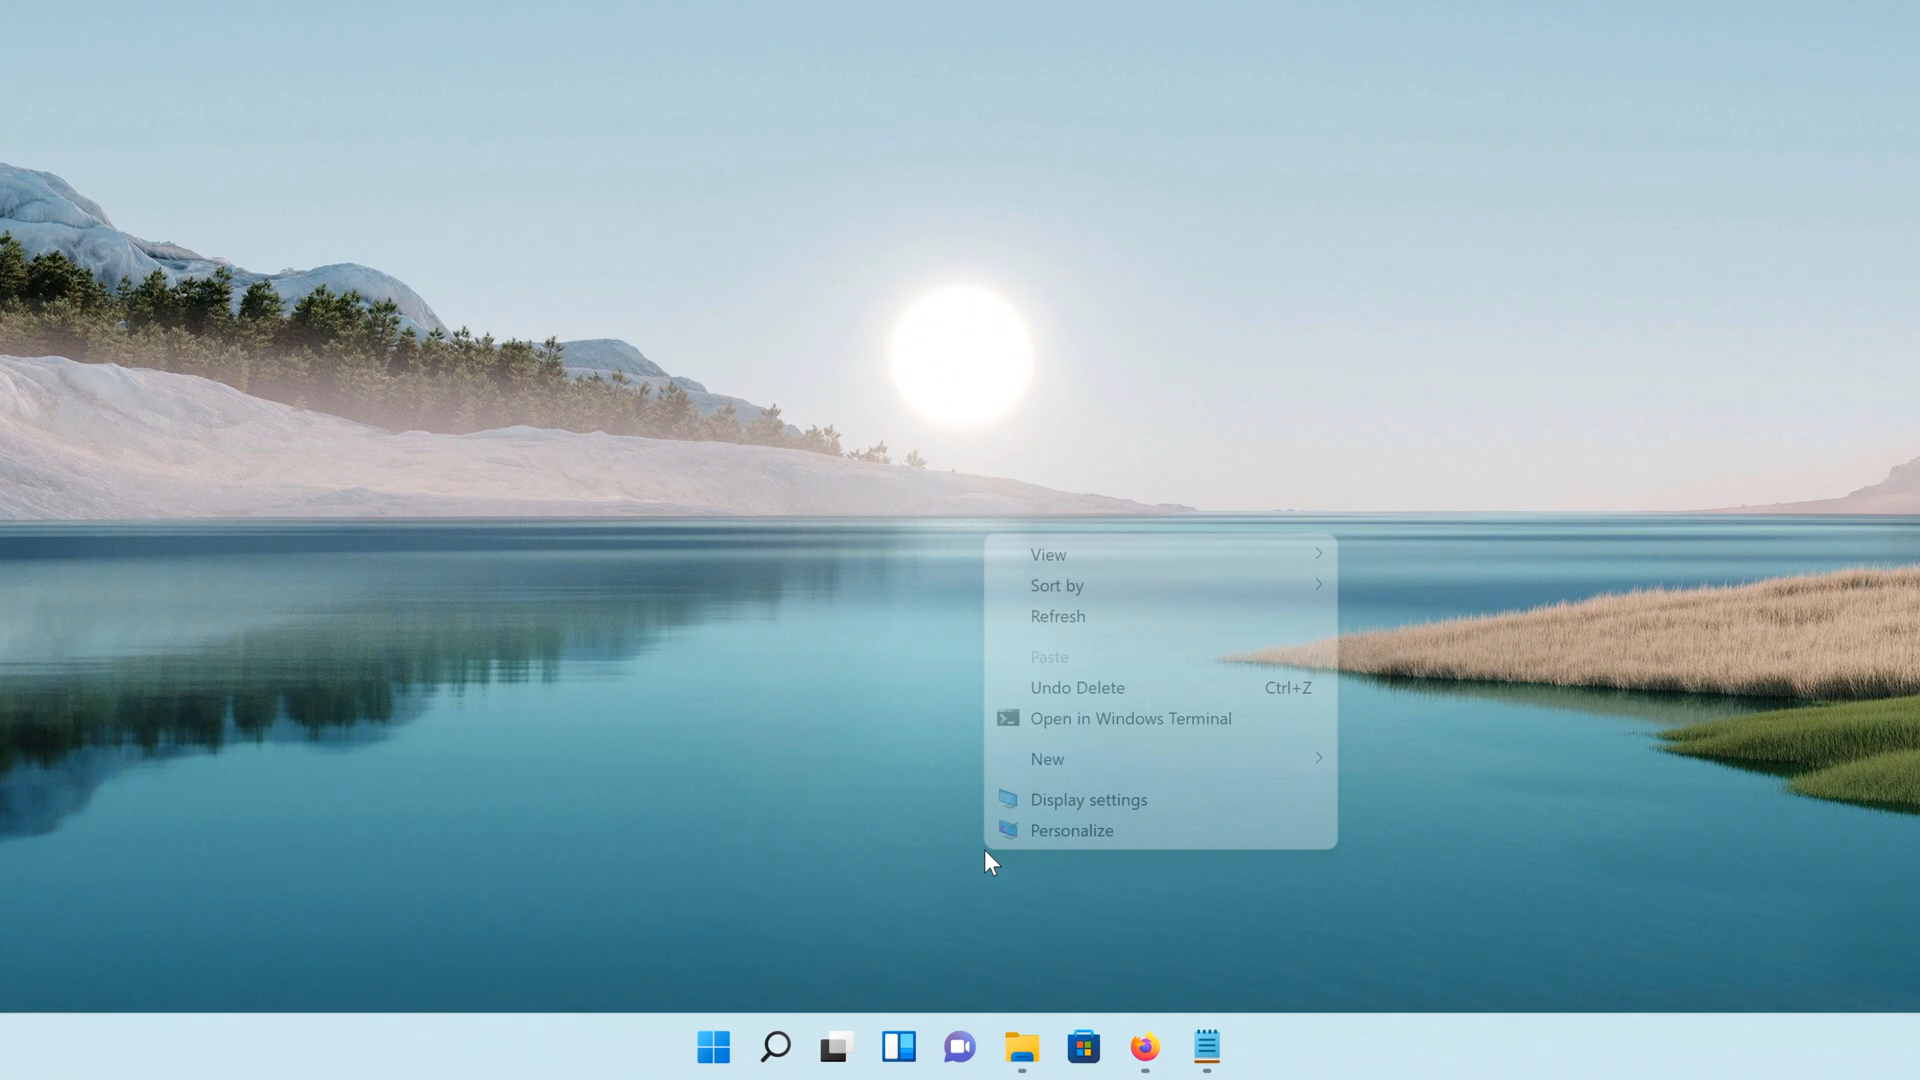 View
Sort by
Refresh
Paste
Undo Delete Ctrl+Z
Open in Windows Terminal
New
Display settings
Personalize